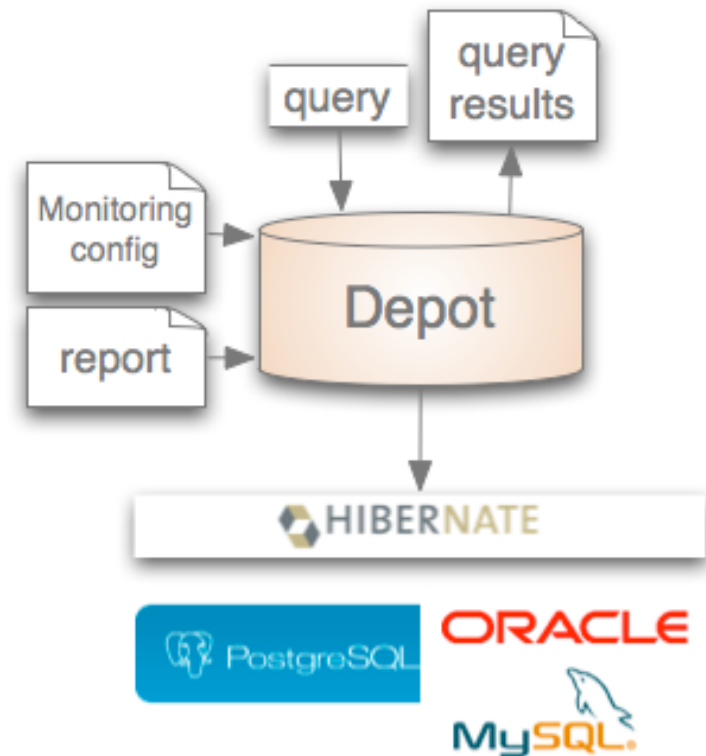 query
query
results
Monitoring
config
Depot
report
HIBERNATE
PostgreSQL
ORACLE
MySQL